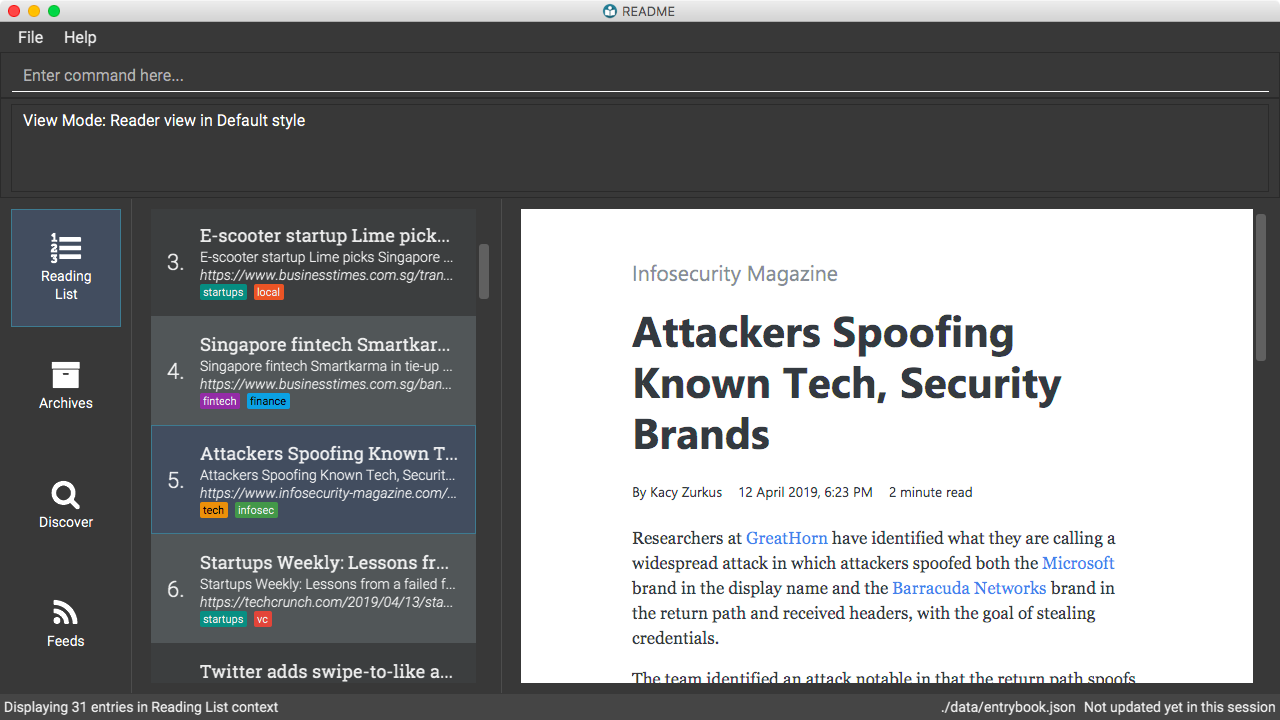 README
File Help
Enter command here...
View Mode: Reader view in Default style
Reading
List
Archives
Discover
Feeds
3.
E-scooter startup Lime pick...
E-scooter startup Lime picks Singapore ...
https://www.businesstimes.com.sg/tran...
startups local
4.
Singapore fintech Smartkar...
Singapore fintech Smartkarma in tie-up ...
https://www.businesstimes.com.sg/ban...
fintech finance
5.
Attackers Spoofing Known T...
Attackers Spoofing Known Tech, Securit...
https://www.infosecurity-magazine.com/...
tech infosec
6.
Startups Weekly: Lessons fr...
Startups Weekly: Lessons from a failed f...
https://techcrunch.com/2019/04/13/sta...
startups vc
Twitter adds swipe-to-like a...
Infosecurity Magazine
Attackers Spoofing
Known Tech, Security
Brands
By Kacy Zurkus 12 April 2019, 6:23 PM 2 minute read
Researchers at GreatHorn have identified what they are calling a
widespread attack in which attackers spoofed both the Microsoft
brand in the display name and the Barracuda Networks brand in
the return path and received headers, with the goal of stealing
credentials.
The team identified an attack notable in that the return path spoofs
Displaying 31 entries in Reading List context
./data/entrybook.json Not updated yet in this session